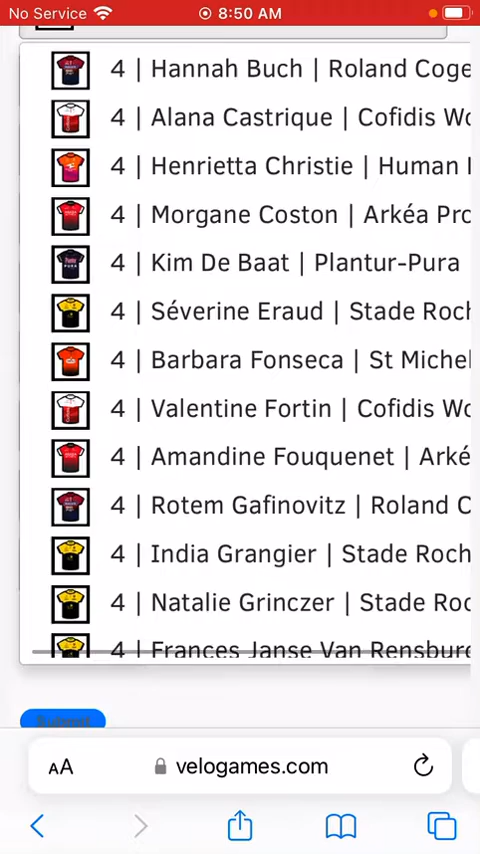 No Service 8:50 AM
4 | Hannah Buch | Roland Coge
4 | Alana Castrique | Cofidis Wo
4 | Henrietta Christie | Human
4 | Morgane Coston | Arkéa Pro
4 | Kim De Baat | Plantur-Pura
4 | Séverine Eraud | Stade Roch
4 | Barbara Fonseca | St Michel
4 | Valentine Fortin | Cofidis Wo
4 | Amandine Fouquenet | Arké
4 | Rotem Gafinovitz | Roland C
4 | India Grangier | Stade Roch
4 | Natalie Grinczer | Stade Roc
4 | Frances Janse Van Rensburg
Submit
AA velogames.com